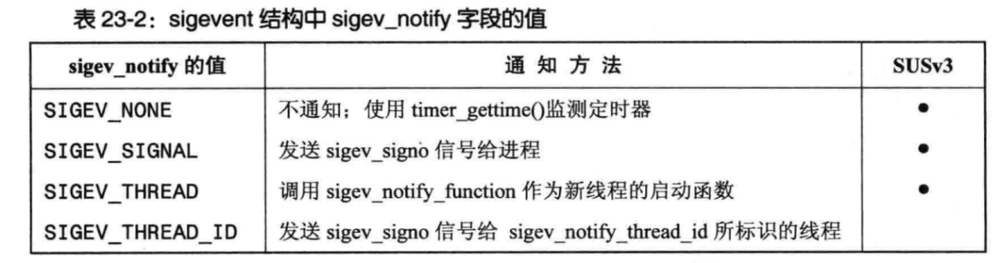 表 23-2：sigevent 结构中 sigev_notify 字段的值
sigev_notify 的值 通 知 方 法 SUSv3
SIGEV_NONE 不通知；使用 timer_gettime()监测定时器 ●
SIGEV_SIGNAL 发送 sigev_signo 信号给进程 ●
SIGEV_THREAD 调用 sigev_notify_function 作为新线程的启动函数 ●
SIGEV_THREAD_ID 发送 sigev_signo 信号给 sigev_notify_thread_id 所标识的线程